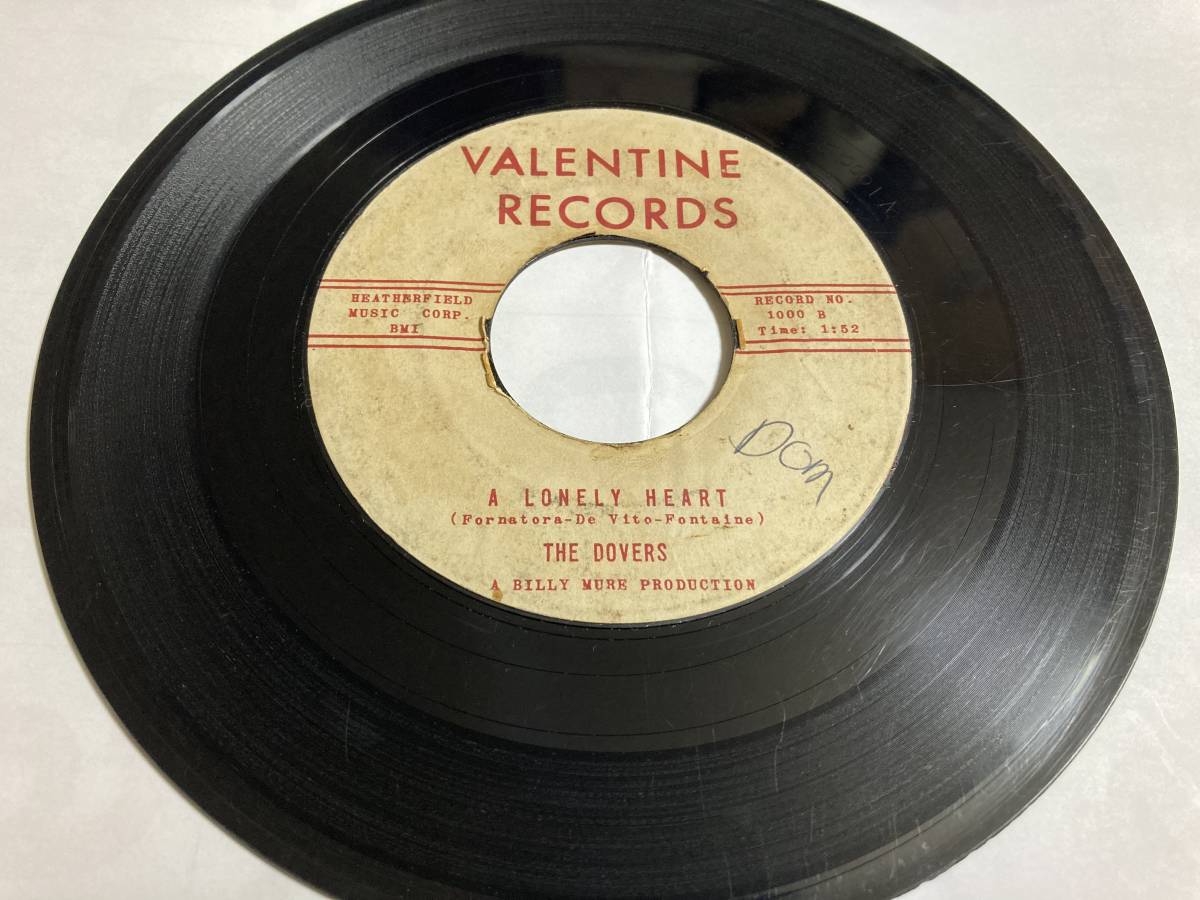 VALENTINE
RECORDS
HEATHERFIELD
MUSIC CORP.
BMI
RECORD NO.
1000 B
Time: 1:52
Dom
A LONELY HEART
(Fornatora-De Vito-Fontaine)
THE DOVERS
A BILLY MURE PRODUCTION